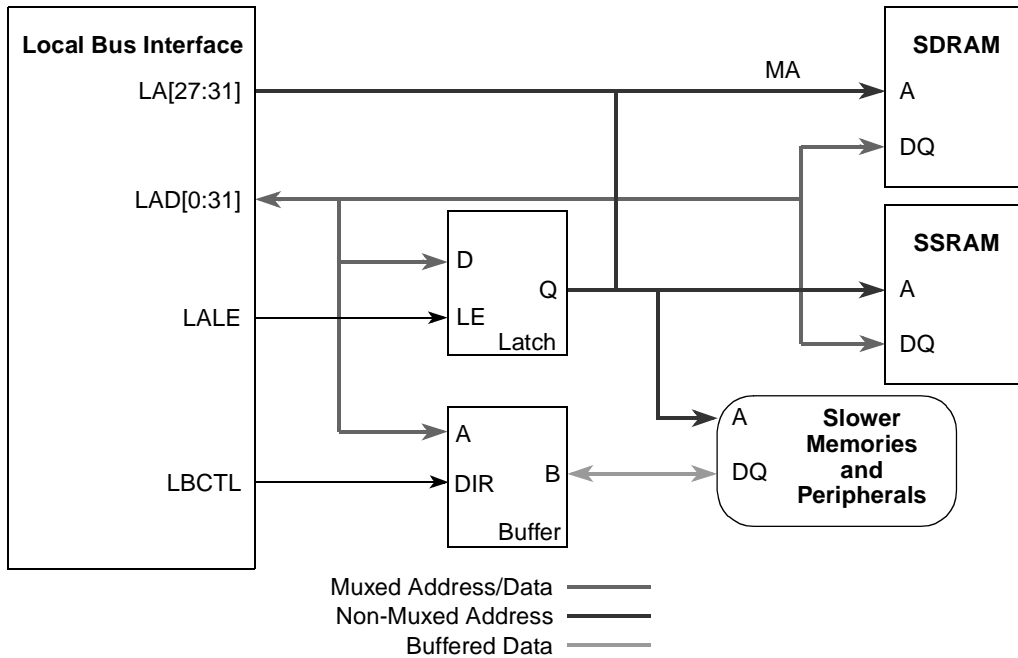 Local Bus Interface
LA[27:31]
LAD[0:31]
LALE
LBCTL
D
LE
Q
Latch
A
DIR
B
Buffer
MA
SDRAM
A
DQ
SSRAM
A
DQ
A
DQ
Slower
Memories
and
Peripherals
Muxed Address/Data
Non-Muxed Address
Buffered Data